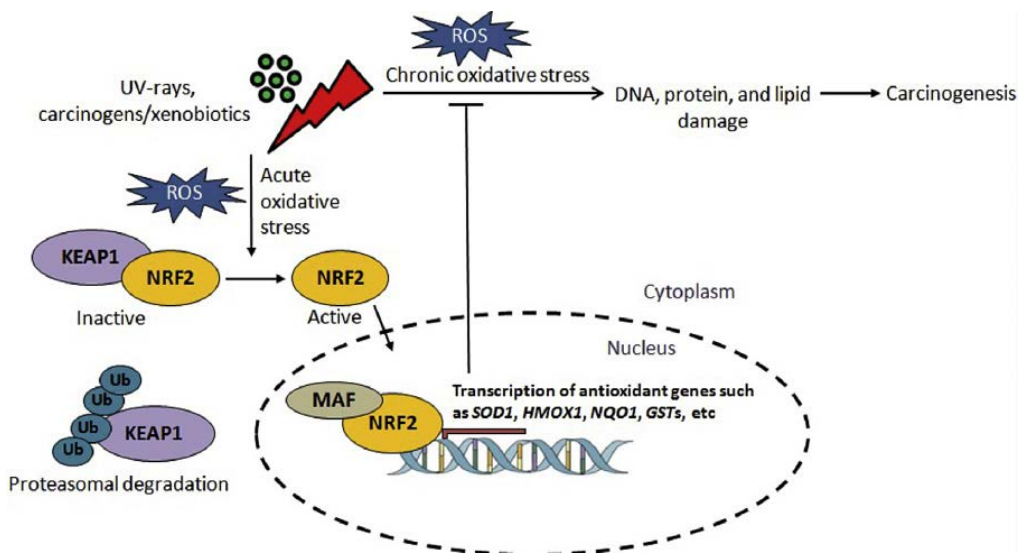 ROS
Chronic oxidative stress
UV-rays,
carcinogens/xenobiotics
DNA, protein, and lipid
damage
Carcinogenesis
ROS
Acute
oxidative
stress
KEAP1
NRF2
Inactive
NRF2
Active
Cytoplasm
Nucleus
Ub
Ub
Ub
Ub
KEAP1
Proteasomal degradation
MAF
NRF2
Transcription of antioxidant genes such
as SOD1, HMOX1, NQO1, GSTs, etc